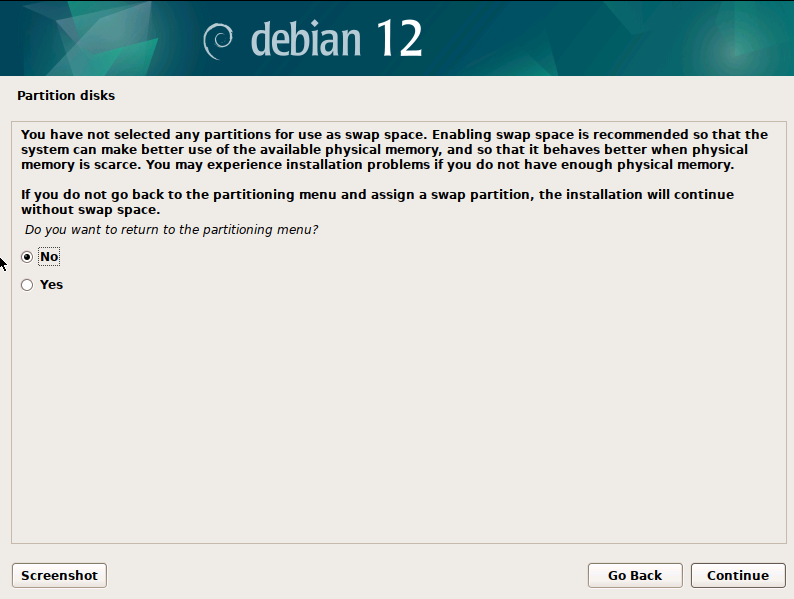 debian 12
Partition disks
You have not selected any partitions for use as swap space. Enabling swap space is recommended so that the
system can make better use of the available physical memory, and so that it behaves better when physical
memory is scarce. You may experience installation problems if you do not have enough physical memory.
If you do not go back to the partitioning menu and assign a swap partition, the installation will continue
without swap space.
Do you want to return to the partitioning menu?
No
Yes
Screenshot
Go Back
Continue